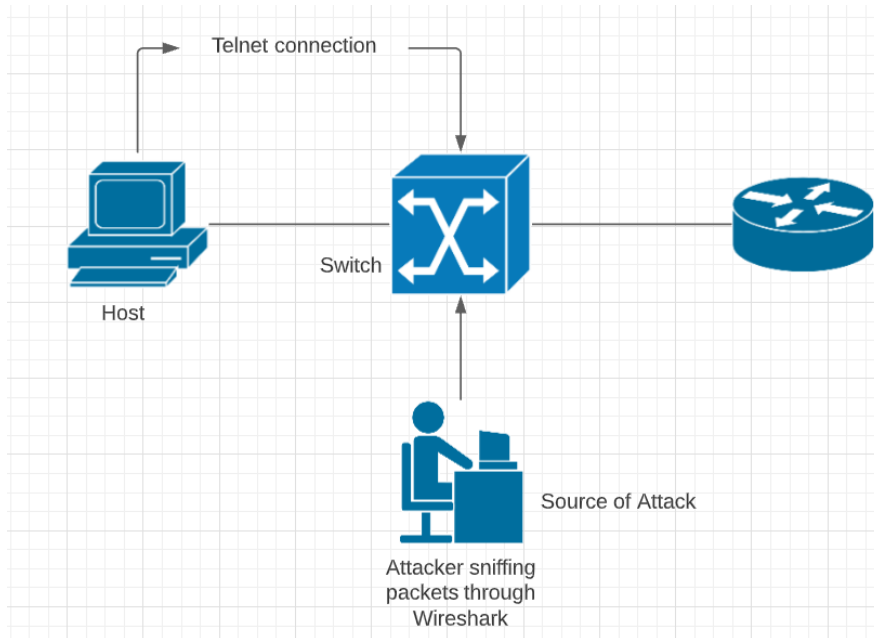 Telnet connection
Switch
Host
Source of Attack
Attacker sniffing
packets through
Wireshark